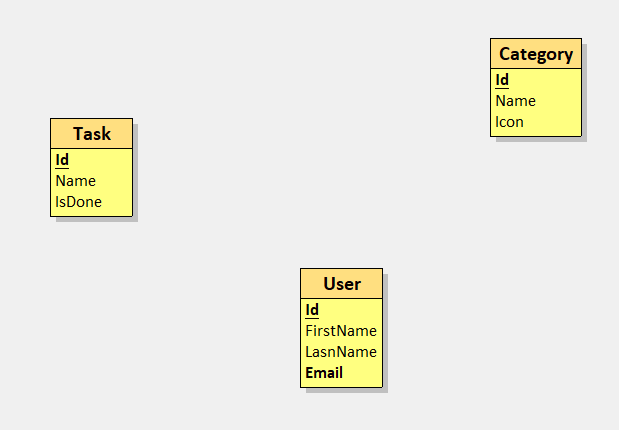 Category
Id
Name
Icon
Task
Id
Name
IsDone
User
Id
FirstName
LasnName
Email